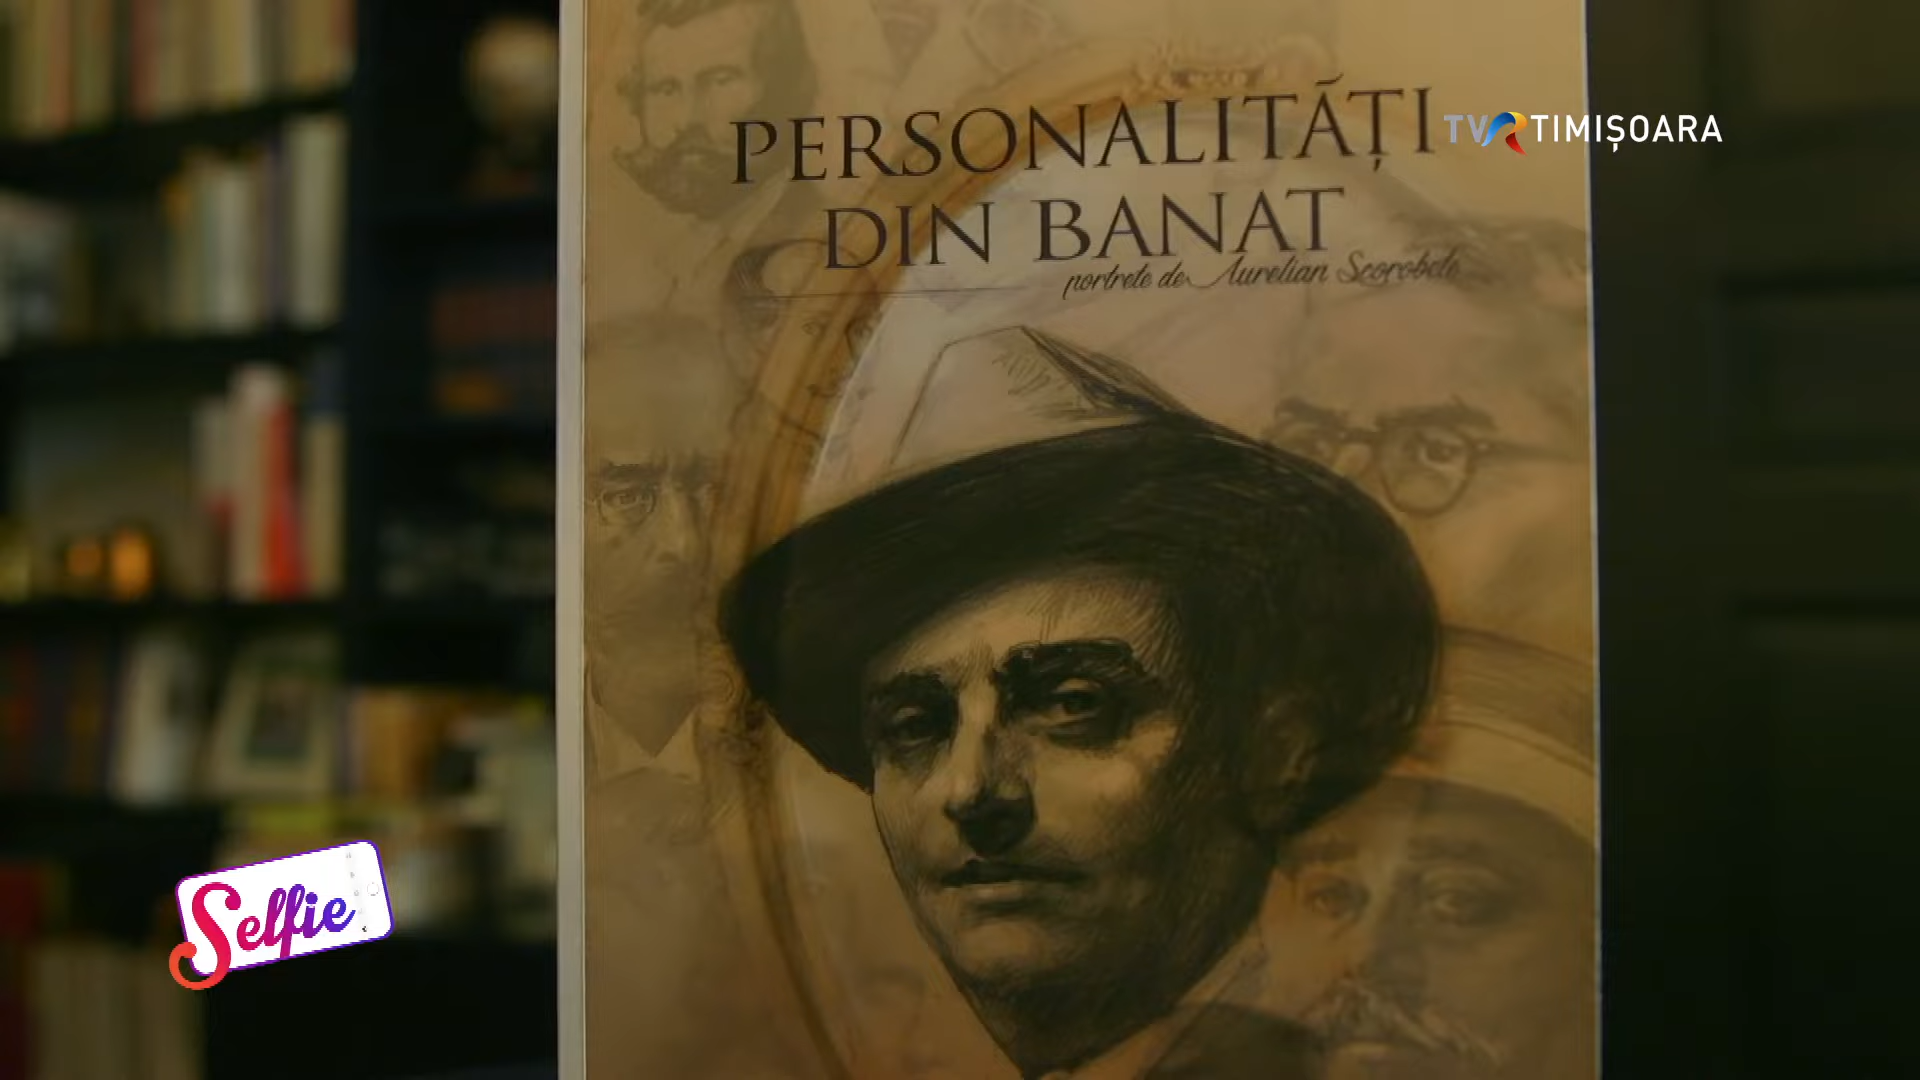 PERSONALITĂȚI
DIN BANAT
portrete de Aurelian Scorobete
TVR TIMIȘOARA
Selfie